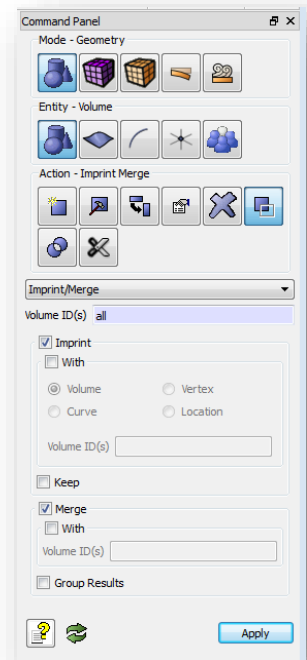 Command Panel
Mode - Geometry
Entity - Volume
Action - Imprint Merge
Imprint/Merge
Volume ID(s) all
Imprint
With
Volume Vertex
Curve Location
Volume ID(s)
Keep
Merge
With
Volume ID(s)
Group Results
Apply